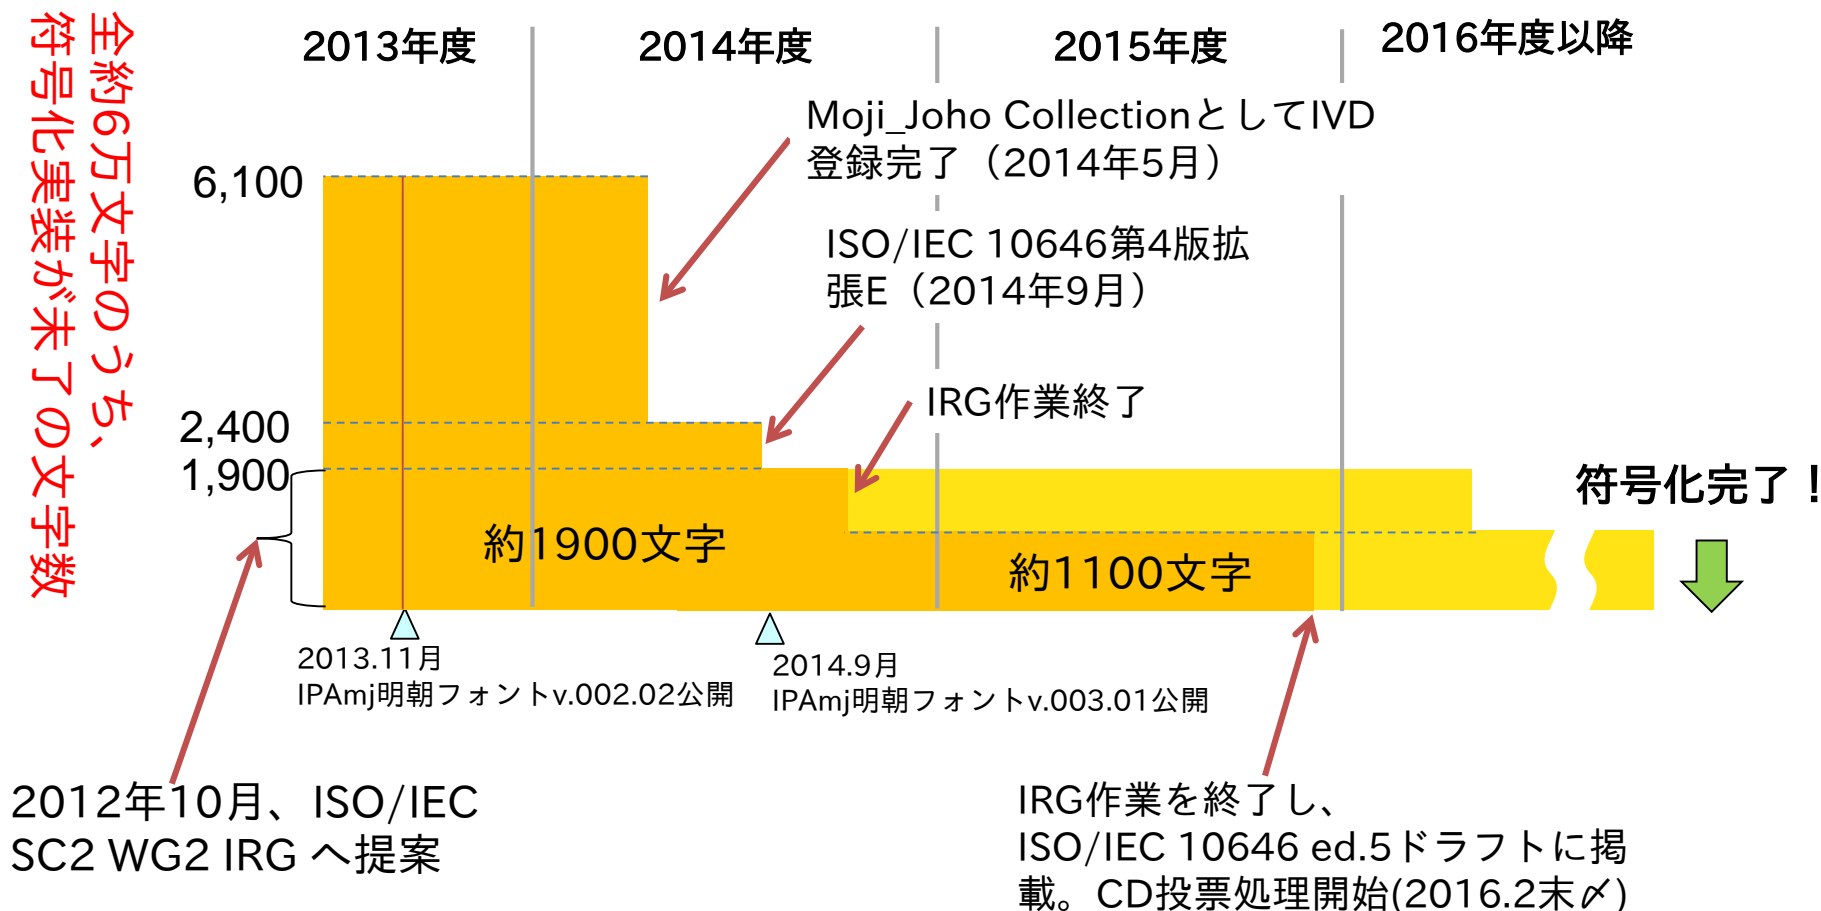 全約6万文字のうち、
符号化実装が未了の文字数
2013年度
2014年度
2015年度
2016年度以降
Moji_Joho CollectionとしてIVD
登録完了（2014年5月）
6,100
ISO/IEC 10646第4版拡
張E（2014年9月）
IRG作業終了
2,400
1,900
符号化完了！
約1900文字
約1100文字
2013.11月
IPAmj明朝フォントv.002.02公開
2014.9月
IPAmj明朝フォントv.003.01公開
2012年10月、ISO/IEC
SC2 WG2 IRG へ提案
IRG作業を終了し、
ISO/IEC 10646 ed.5ドラフトに掲
載。CD投票処理開始(2016.2末〆)